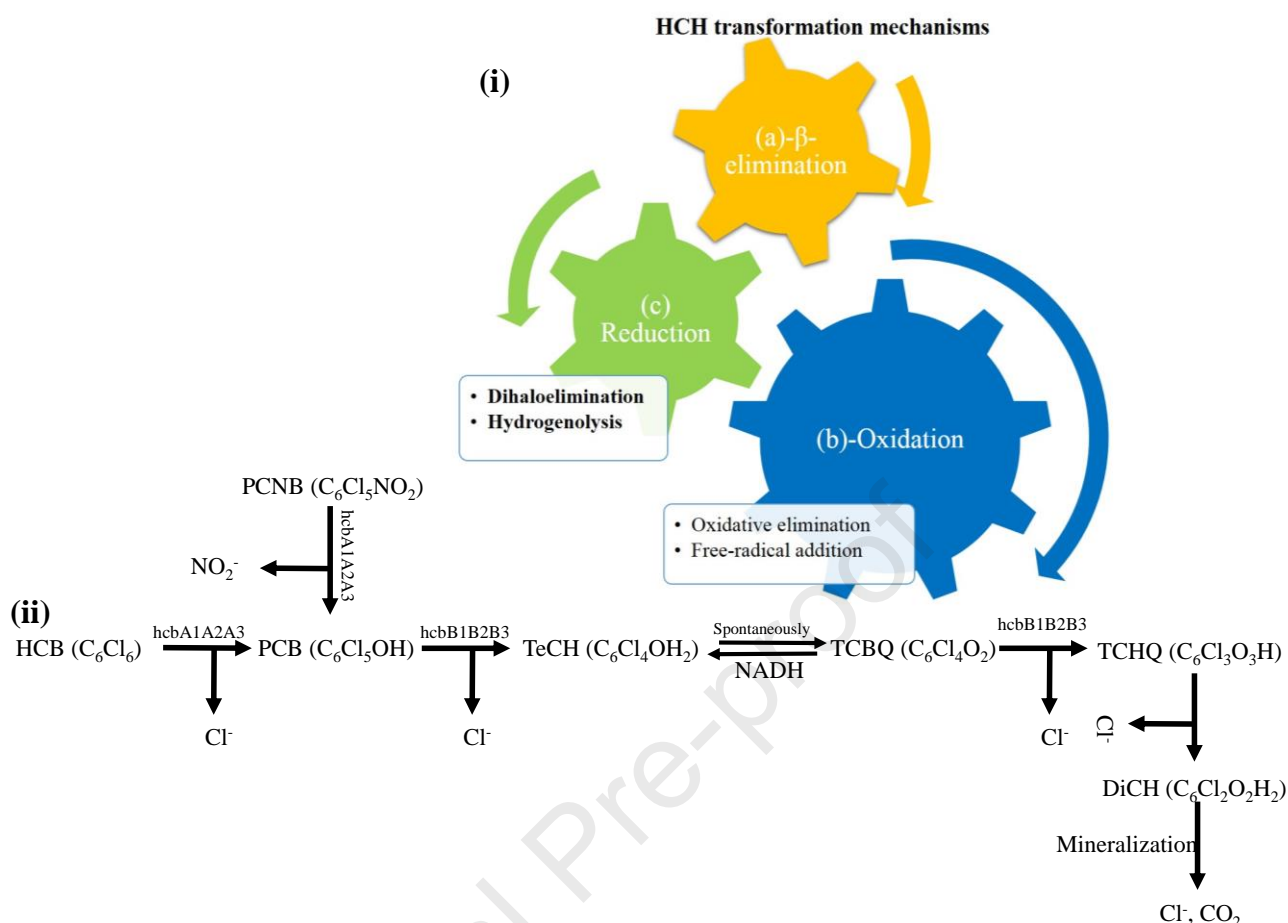 HCH transformation mechanisms
(i)
(a)-β-
elimination
(c)
Reduction
• Dihaloelimination
• Hydrogenolysis
(b)-Oxidation
• Oxidative elimination
• Free-radical addition
PCNB (C₆Cl₅NO₂)
hcbA1A2A3
NO₂⁻
(ii)
HCB (C₆Cl₆) hcbA1A2A3 PCB (C₆Cl₅OH) hcbB1B2B3 TeCH (C₆Cl₄OH₂) Spontaneously NADH TCBQ (C₆Cl₄O₂) hcbB1B2B3 TCHQ (C₆Cl₃O₃H)
Cl⁻ Cl⁻ Cl⁻ Cl⁻
DiCH (C₆Cl₂O₂H₂)
Mineralization
Cl⁻, CO₂
l Pre-proof